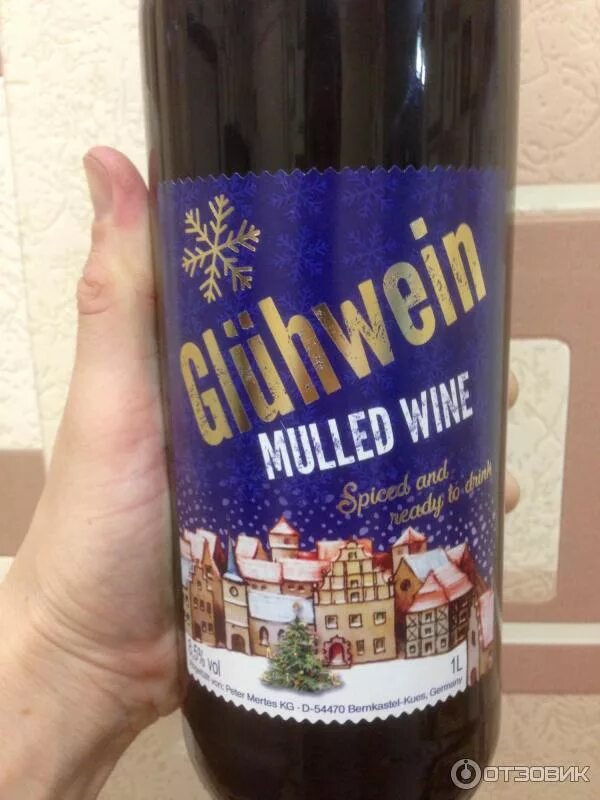 Glühwein
MULLED WINE
Spiced and
ready to drink
5% vol
1L
von: Peter Mertes KG · D-54470 Bernkastel-Kues, Germany
ОТЗОВИК